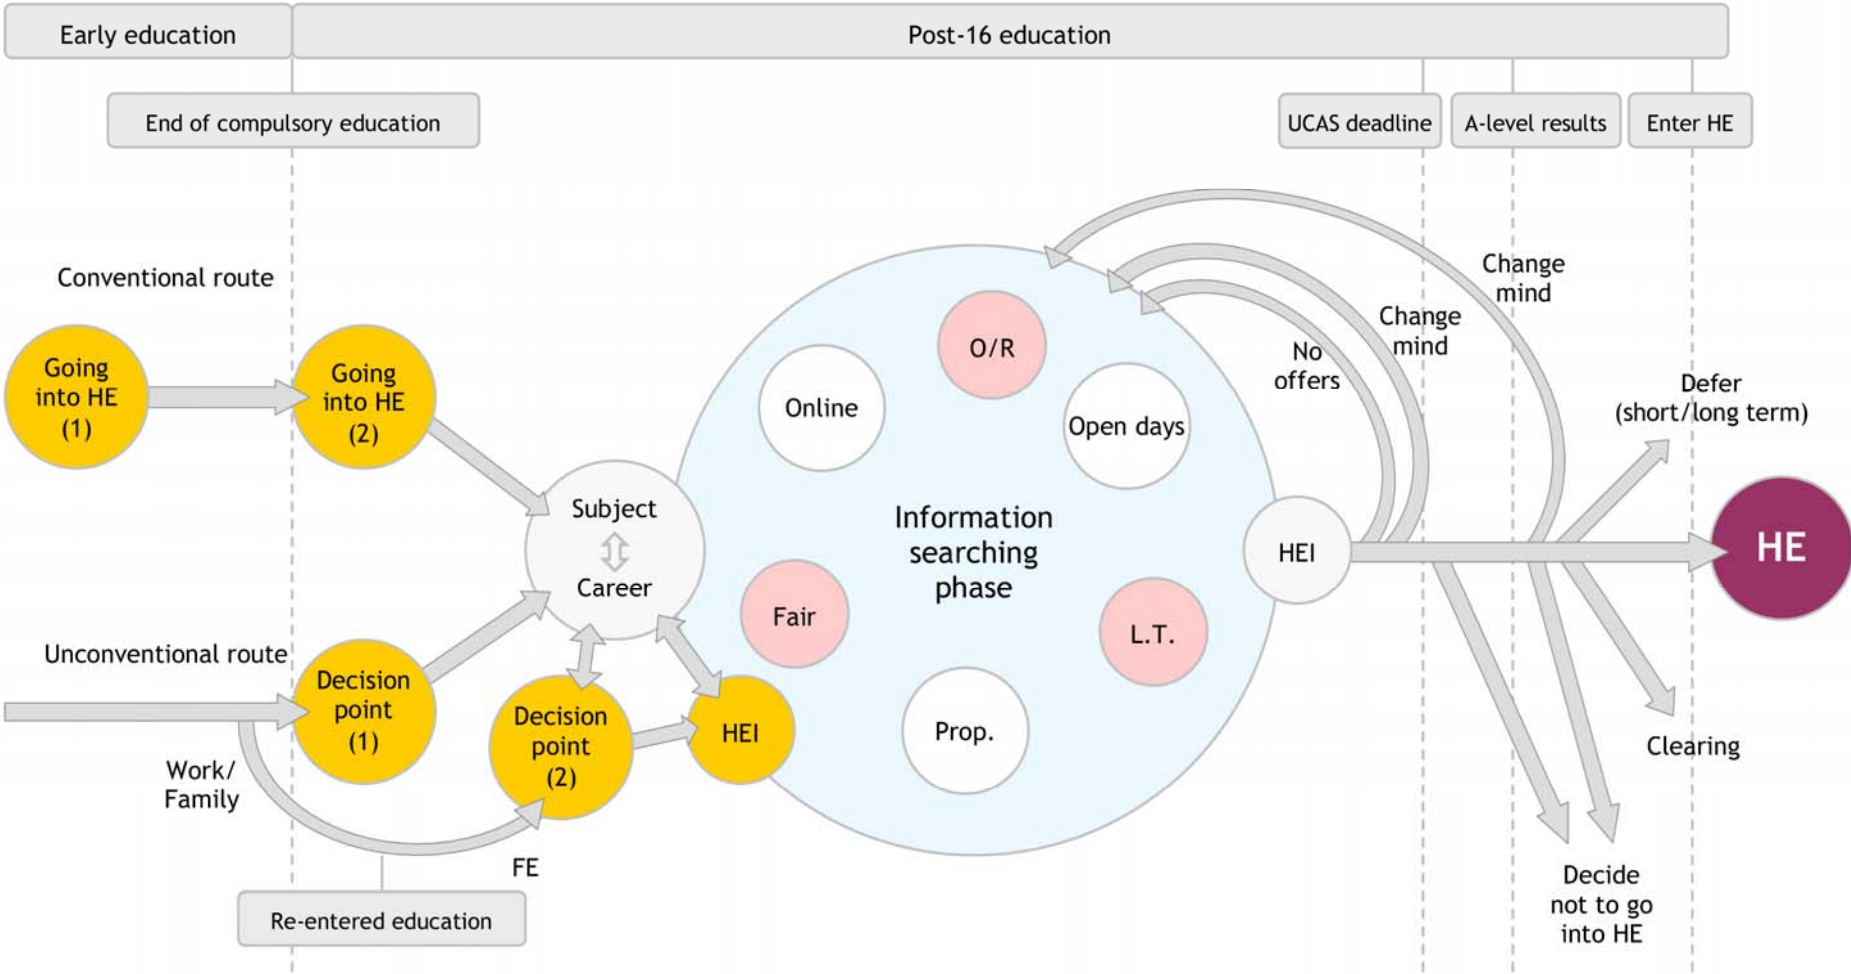 Early education
Post-16 education
End of compulsory education
UCAS deadline
A-level results
Enter HE
Conventional route
Going
into HE
(1)
Going
into HE
(2)
Subject
Career
Unconventional route
Decision
point
(1)
Work/
Family
Decision
point
(2)
HEI
FE
Re-entered education
O/R
Online
Open days
Information
searching
phase
Fair
L.T.
Prop.
HEI
No
offers
Change
mind
Change
mind
Defer
(short/long term)
HE
Clearing
Decide
not to go
into HE